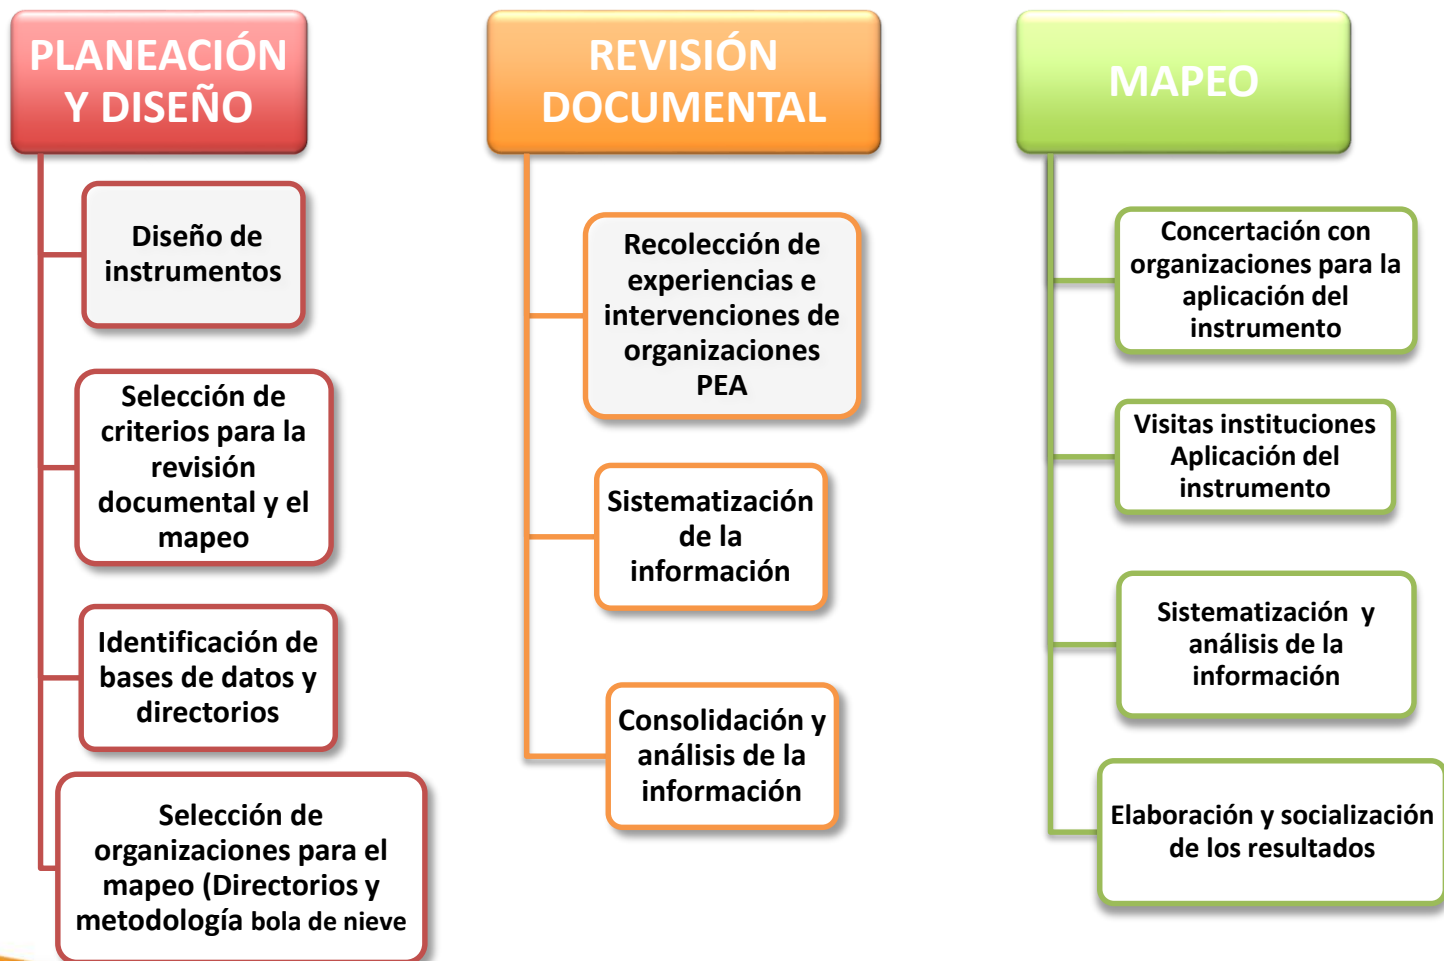 PLANEACIÓN
Y DISEÑO
Diseño de
instrumentos
Selección de
criterios para la
revisión
documental y el
mapeo
Identificación de
bases de datos y
directorios
Selección de
organizaciones para el
mapeo (Directorios y
metodología bola de nieve
REVISIÓN
DOCUMENTAL
Recolección de
experiencias e
intervenciones de
organizaciones
PEA
Sistematización
de la
información
Consolidación y
análisis de la
información
MAPEO
Concertación con
organizaciones para la
aplicación del
instrumento
Visitas instituciones
Aplicación del
instrumento
Sistematización y
análisis de la
información
Elaboración y socialización
de los resultados